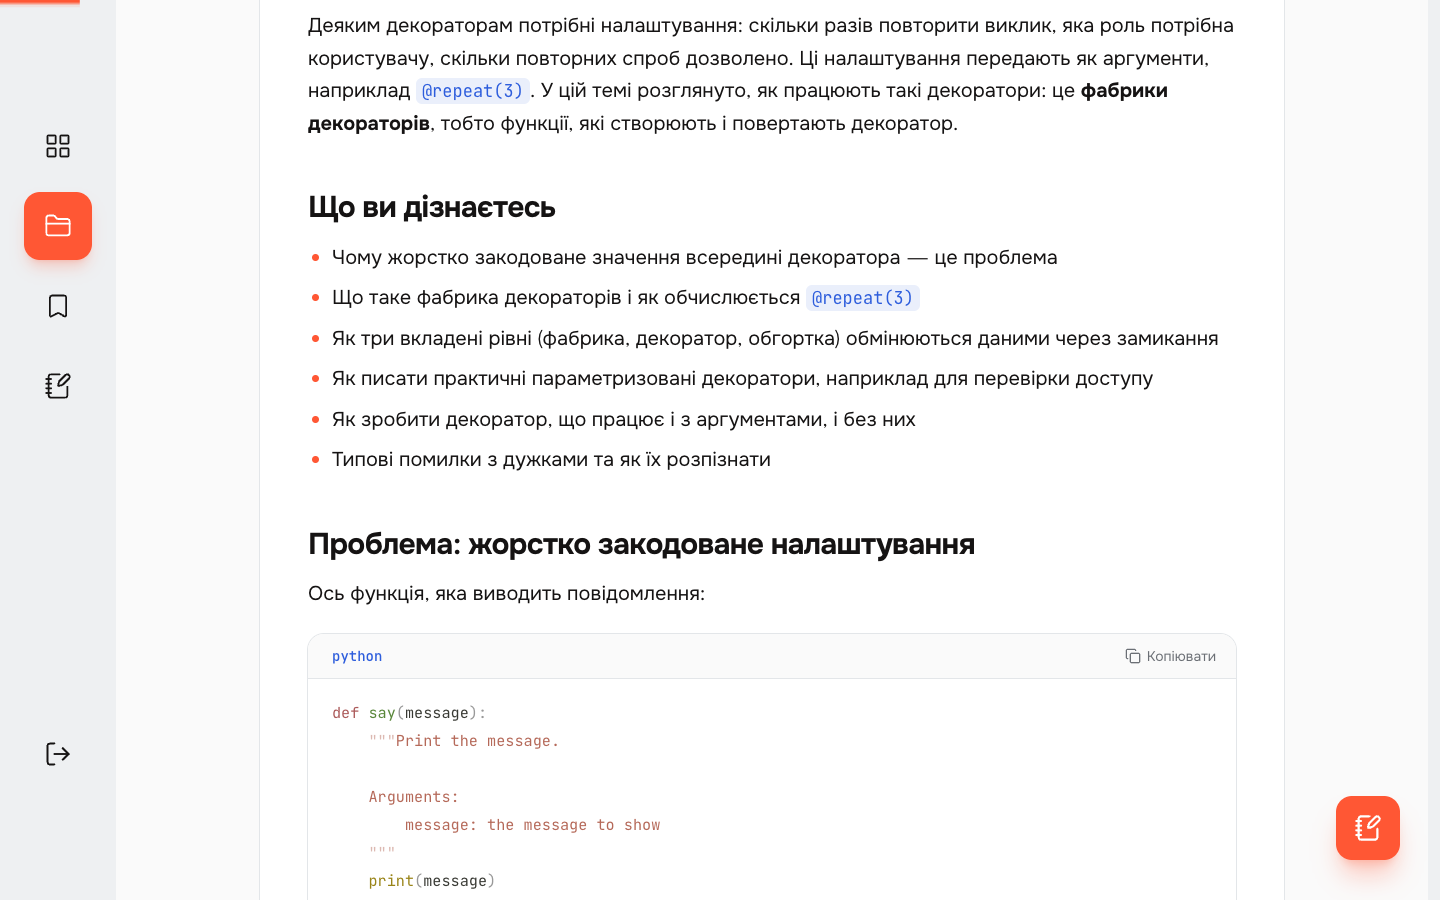 Деяким декораторам потрібні налаштування: скільки разів повторити виклик, яка роль потрібна
користувачу, скільки повторних спроб дозволено. Ці налаштування передають як аргументи,
наприклад @repeat(3). У цій темі розглянуто, як працюють такі декоратори: це фабрики
декораторів, тобто функції, які створюють і повертають декоратор.
Що ви дізнаєтесь
Чому жорстко закодоване значення всередині декоратора — це проблема
Що таке фабрика декораторів і як обчислюється @repeat(3)
Як три вкладені рівні (фабрика, декоратор, обгортка) обмінюються даними через замикання
Як писати практичні параметризовані декоратори, наприклад для перевірки доступу
Як зробити декоратор, що працює і з аргументами, і без них
Типові помилки з дужками та як їх розпізнати
Проблема: жорстко закодоване налаштування
Ось функція, яка виводить повідомлення:
python
Копіювати
def say(message):
    """Print the message.
    Arguments:
        message: the message to show
    """
    print(message)